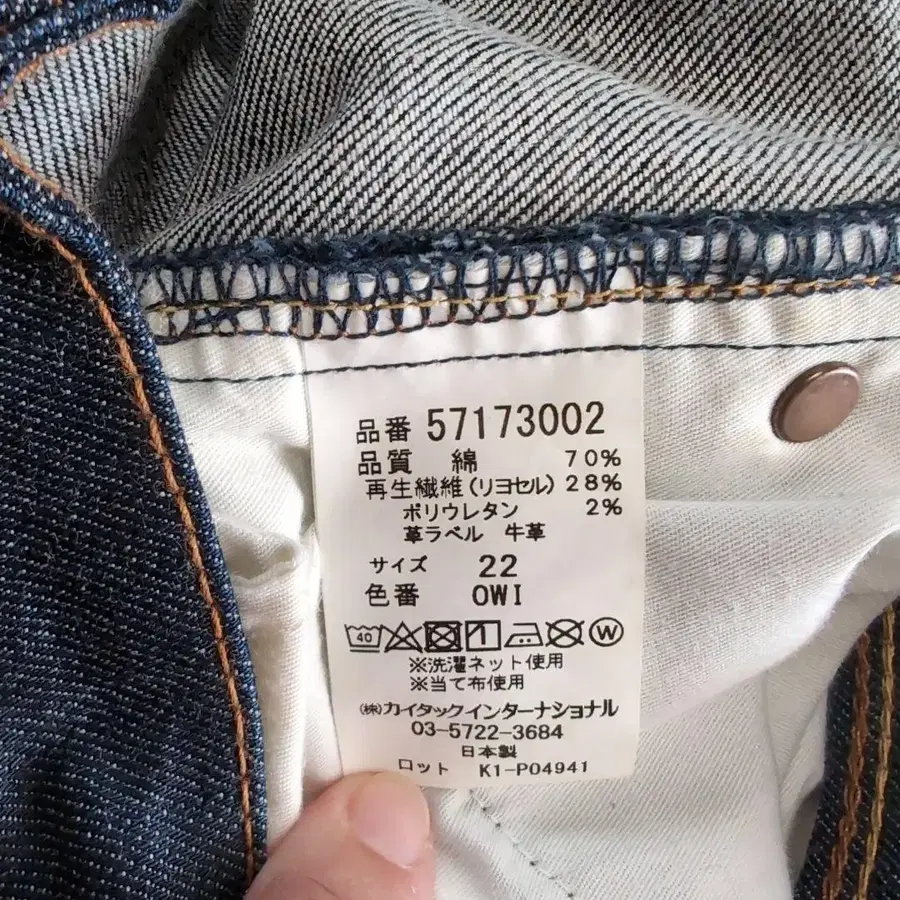 品番 57173002
品質 綿 70%
再生繊維(リヨセル) 28%
ポリウレタン 2%
革ラベル 牛革
サイズ 22
色番 OWI
40 W
※洗濯ネット使用
※当て布使用
㈱カイタックインターナショナル
03-5722-3684
日本製
ロット K1-P04941